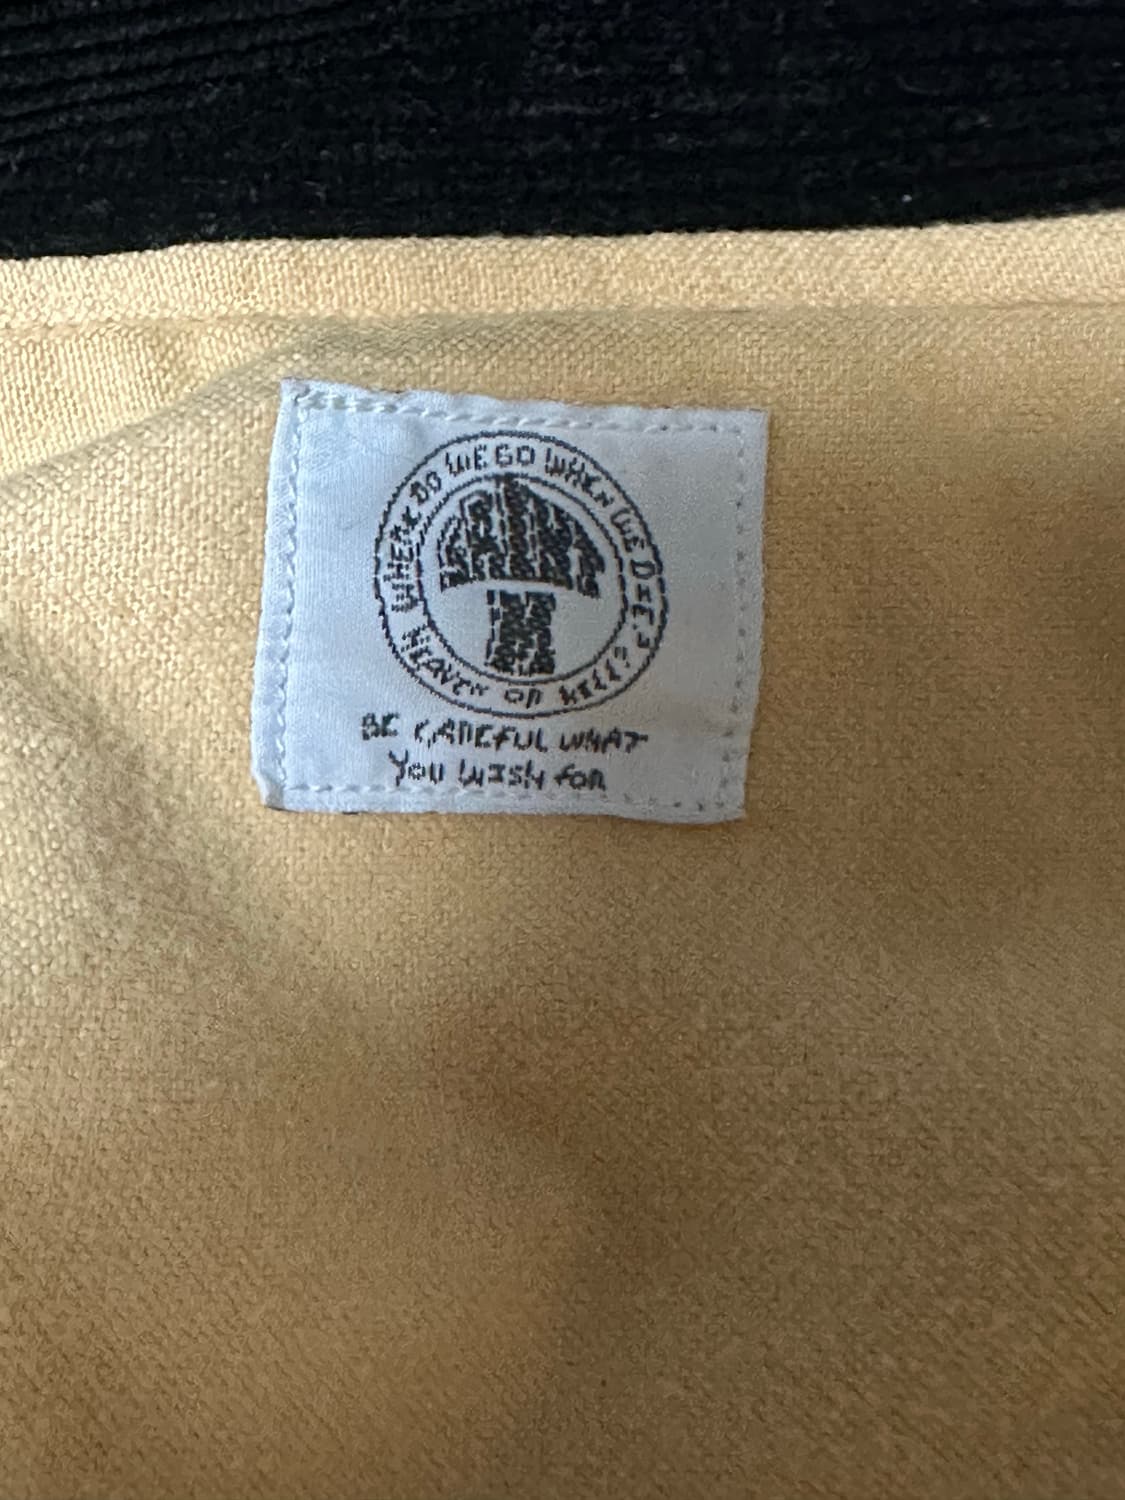 WHERE DO WE GO WHEN WE DIE?
HEAVEN OR HELL?
BE CAREFUL WHAT
YOU WISH FOR